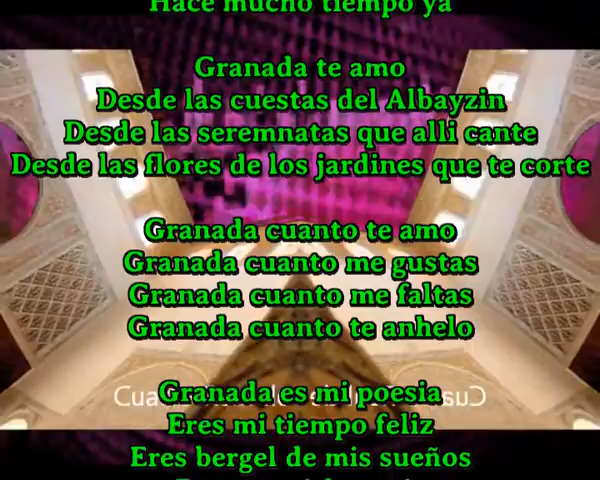 Hace mucho tiempo ya
Granada te amo
Desde las cuestas del Albayzin
Desde las seremnatas que alli cante
Desde las flores de los jardines que te corte
Granada cuanto te amo
Granada cuanto me gustas
Granada cuanto me faltas
Granada cuanto te anhelo
Granada es mi poesia
Eres mi tiempo feliz
Eres bergel de mis sueños